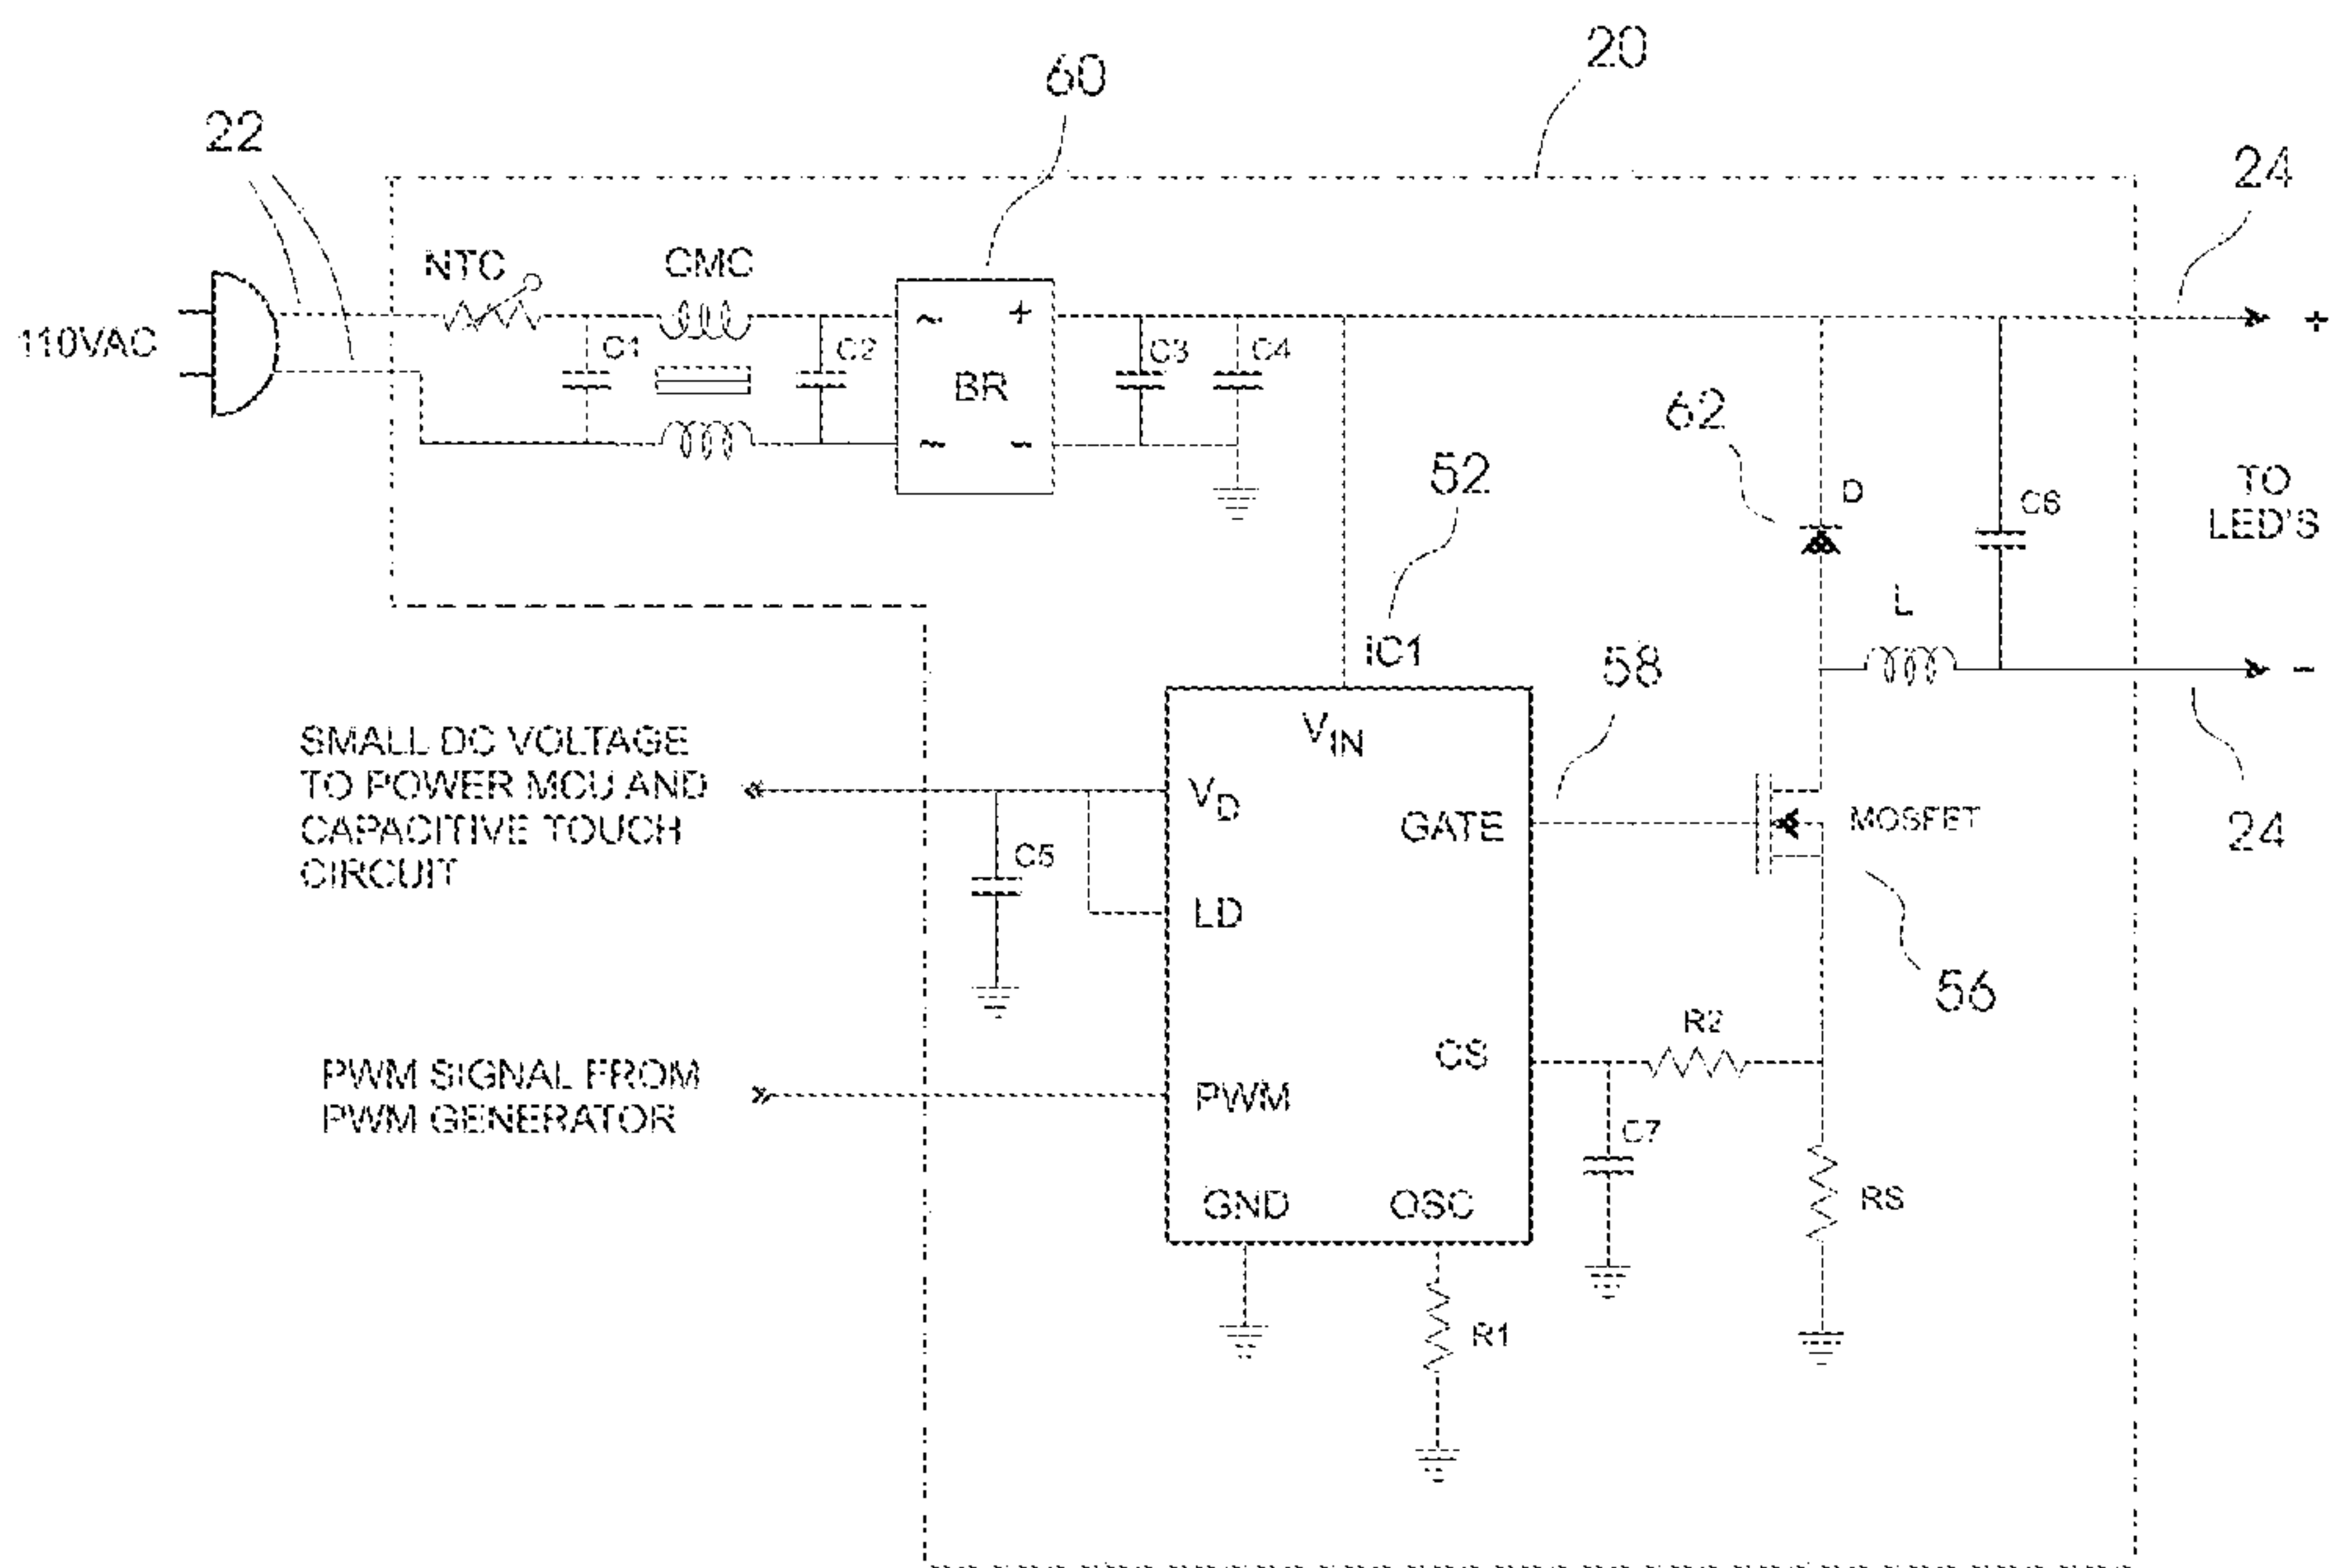 20
60
22
24
NTC
CMC
110VAC
C1
C2
C3
C4
~
+
BR
~
-
+
62
52
D
C6
TO
LED'S
L
iC1
58
-
SMALL DC VOLTAGE
TO POWER MCU AND
CAPACITIVE TOUCH
CIRCUIT
VIN
VD
GATE
MOSFET
24
C5
LD
56
R2
CS
PWM SIGNAL FROM
PWM GENERATOR
PWM
C7
GND
OSC
RS
R1